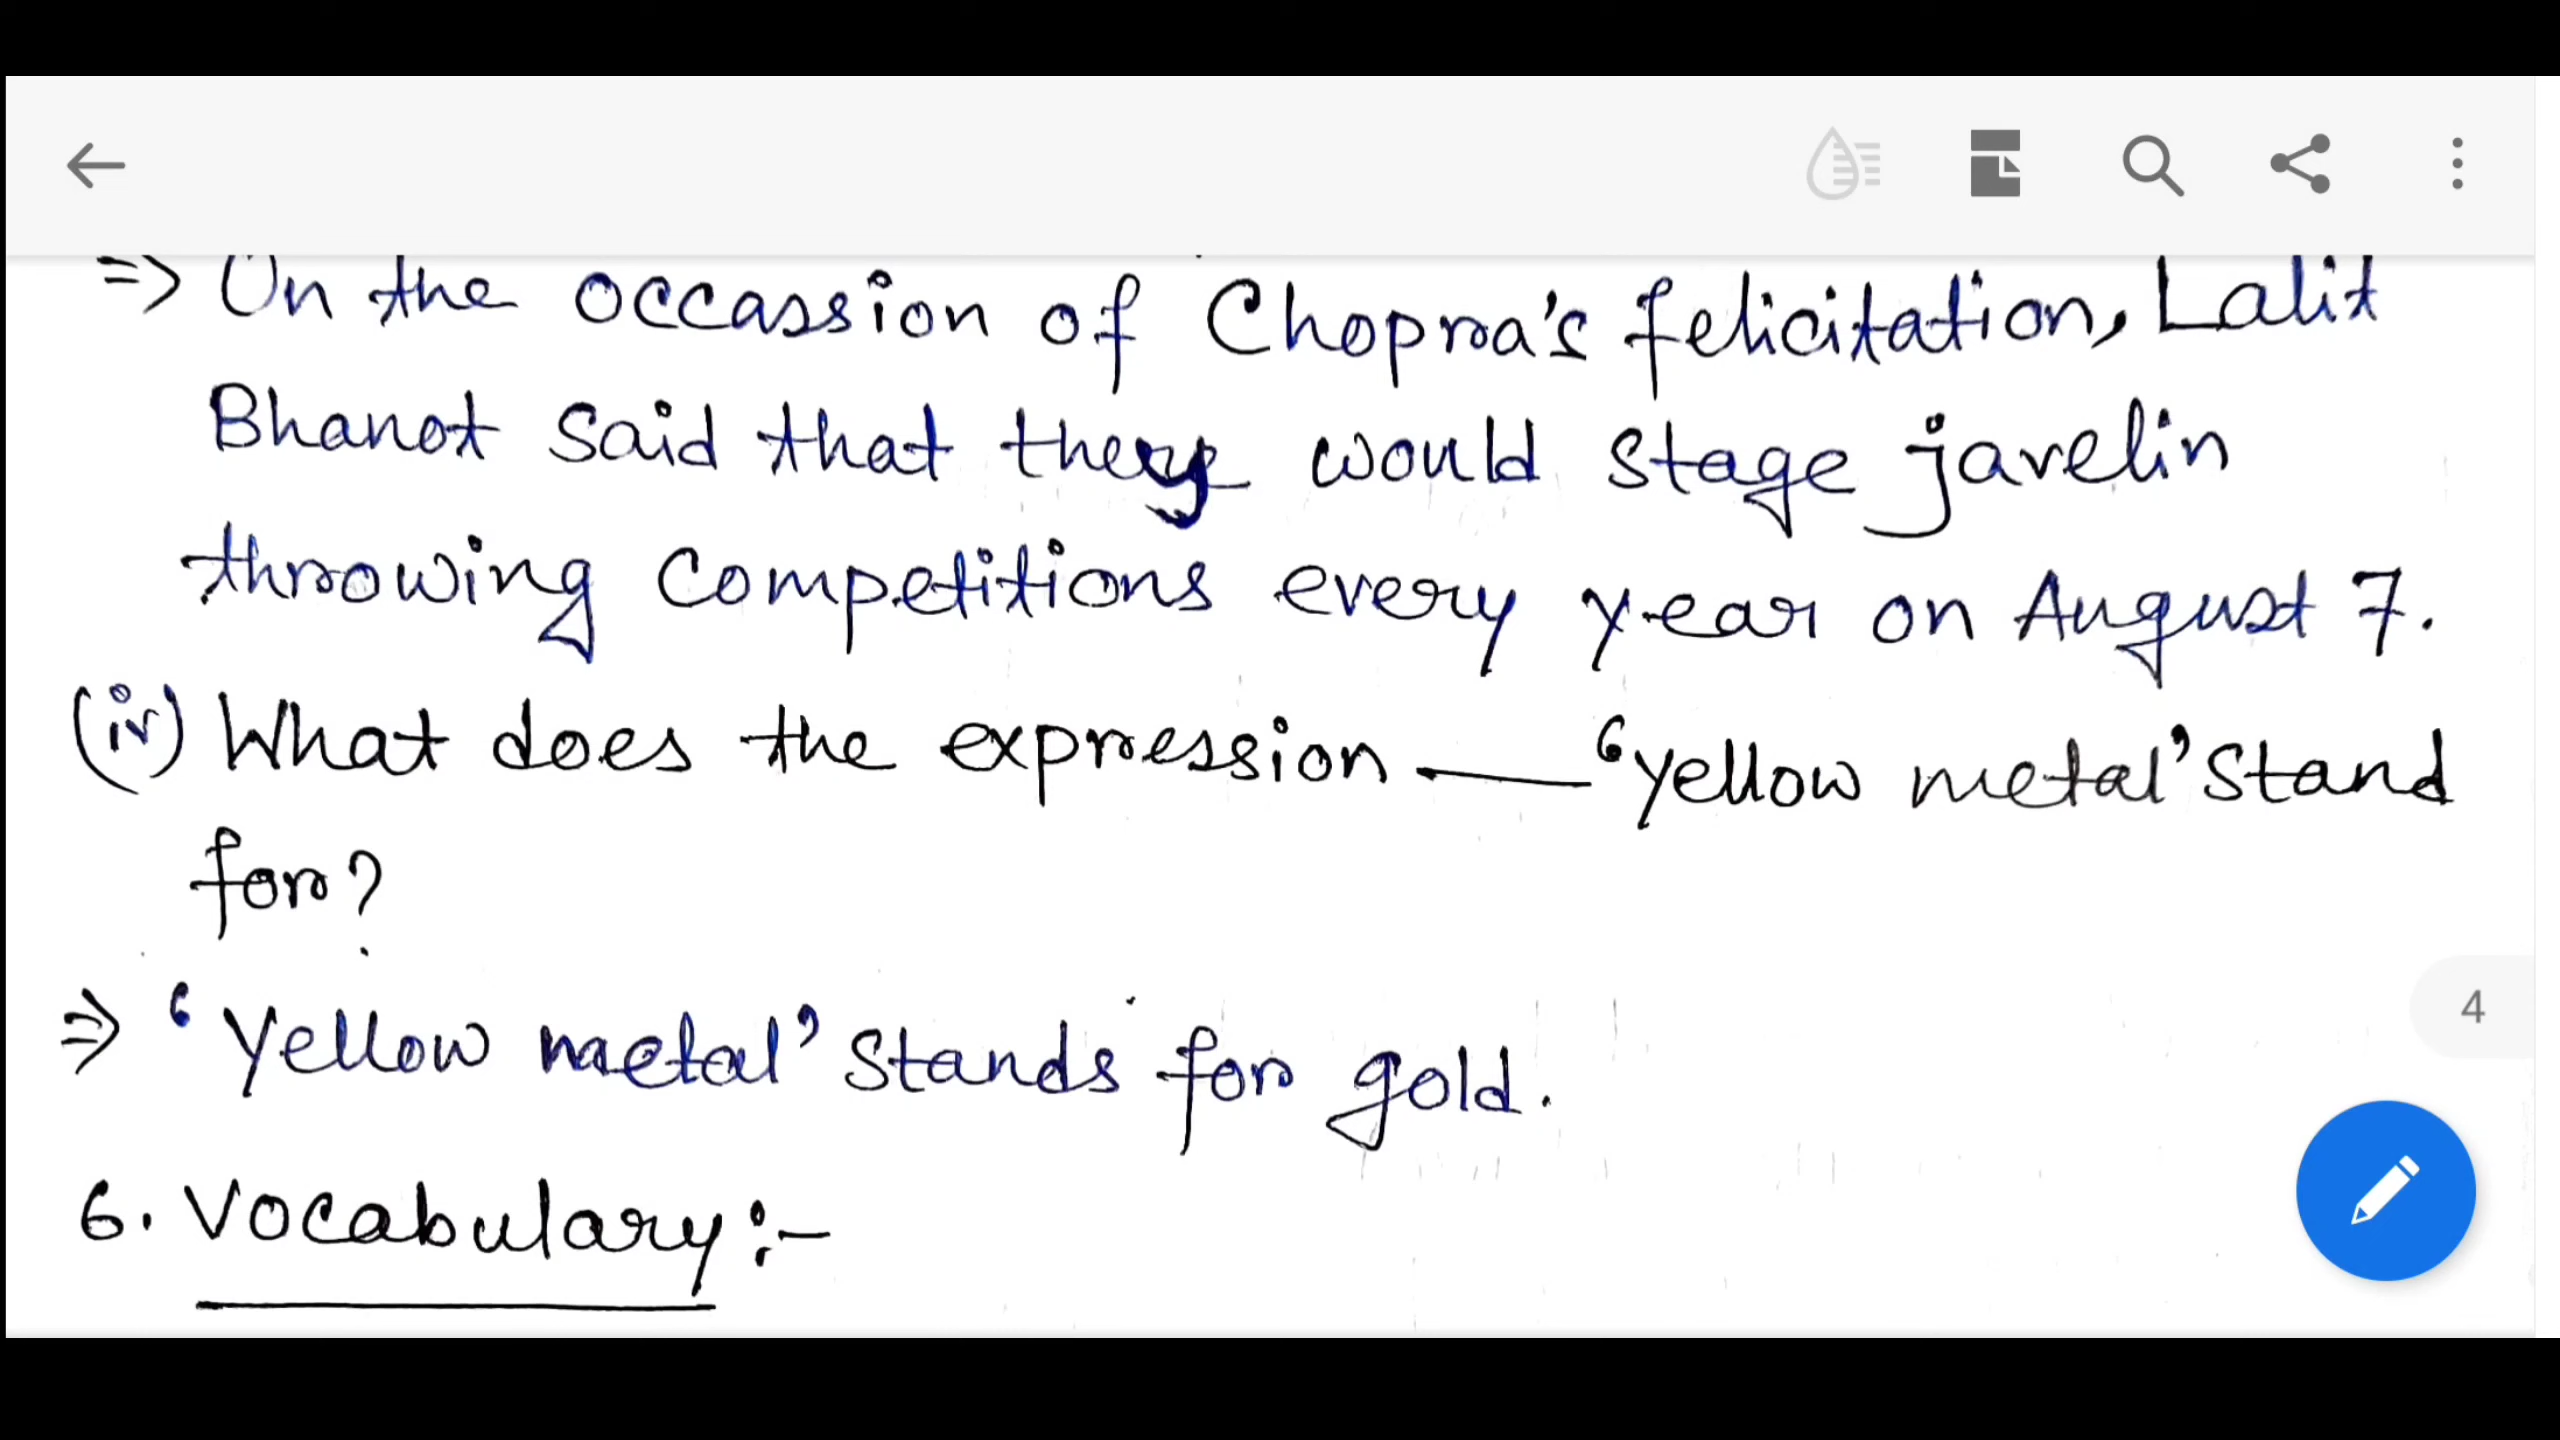 => On the occassion of Chopra's felicitation, Lalit
Bhanot said that they would stage javelin
throwing competitions every year on August 7.
(iv) What does the expression — 'yellow metal' stand
for?
=> 'Yellow metal' stands for gold.
4
6. Vocabulary :-